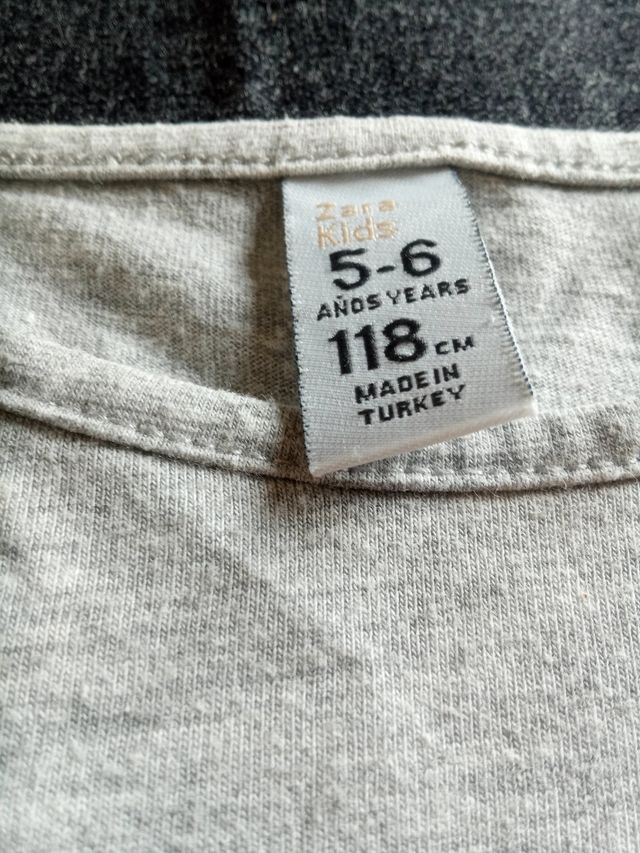 Zara
Kids
5-6
AÑOS YEARS
118 CM
MADE IN
TURKEY